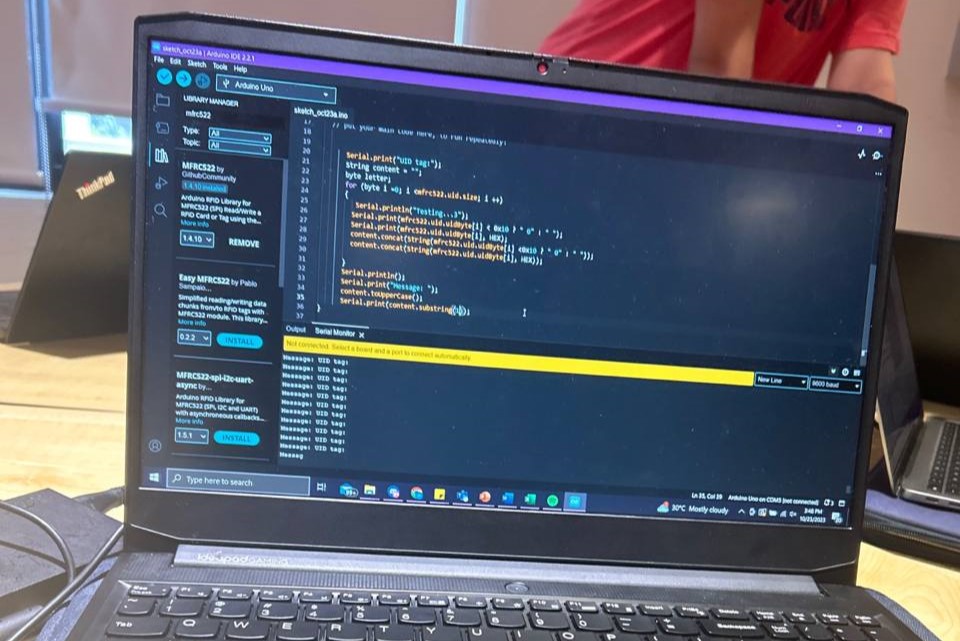 sketch_oct23a | Arduino IDE 2.2.1
File Edit Sketch Tools Help
Arduino Uno
LIBRARY MANAGER
mfrc522
Type: All
Topic: All
MFRC522 by
GithubCommunity
1.4.10 installed
Arduino RFID Library for
MFRC522 (SPI) Read/Write a
RFID Card or Tag using the...
More info
1.4.10 REMOVE
Easy MFRC522 by Pablo
Sampaio...
Simplified reading/writing data
chunks from/to RFID tags with
MFRC522 module. This library...
More info
0.2.2 INSTALL
MFRC522-spi-i2c-uart-
async by...
Arduino RFID Library for
MFRC522 (SPI, I2C and UART)
with asynchronous callbacks...
More info
1.5.1 INSTALL
sketch_oct23a.ino
17
18 // put your main code here, to run repeatedly:
19
20
21 Serial.print("UID tag:");
22 String content = "";
23 byte letter;
24 for (byte i =0; i <mfrc522.uid.size; i ++)
25 {
26 Serial.println("Testing...3");
27 Serial.print(mfrc522.uid.uidByte[i] < 0x10 ? " 0" : " ");
28 Serial.print(mfrc522.uid.uidByte[i], HEX);
29 content.concat(String(mfrc522.uid.uidByte[i] <0x10 ? " 0" : " "));
30 content.concat(String(mfrc522.uid.uidByte[i], HEX));
31
32 }
33 Serial.println();
34 Serial.print("Message: ");
35 content.toUpperCase();
36 Serial.print(content.substring(
37 }
Output Serial Monitor
Not connected. Select a board and a port to connect automatically.
New Line 9600 baud
Message: UID tag:
Message: UID tag:
Message: UID tag:
Message: UID tag:
Message: UID tag:
Message: UID tag:
Message: UID tag:
Message: UID tag:
Message: UID tag:
Message: UID tag:
Messag
Ln 35, Col 39 Arduino Uno on COM3 [not connected]
Type here to search
99+
30°C Mostly cloudy
3:48 PM
10/23/2023
ThinkPad
ideapad GAMING
Tab Q W E R T Y U I O P
Backspace